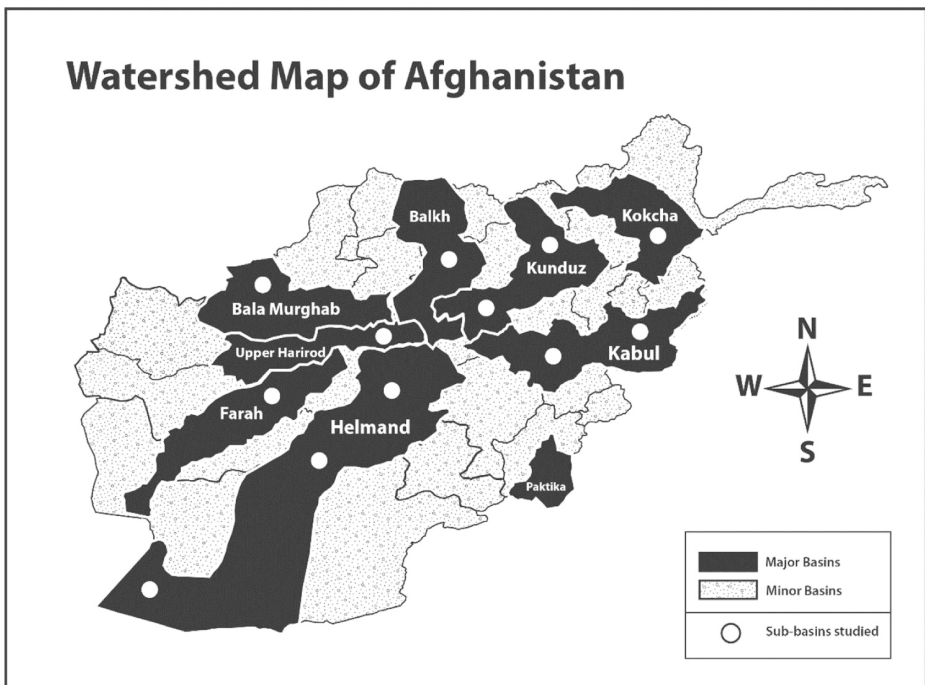 Watershed Map of Afghanistan
Balkh
Kokcha
Kunduz
Bala Murghab
Upper Harirod
Kabul
Farah
Helmand
Paktika
N
W
E
S
Major Basins
Minor Basins
Sub-basins studied